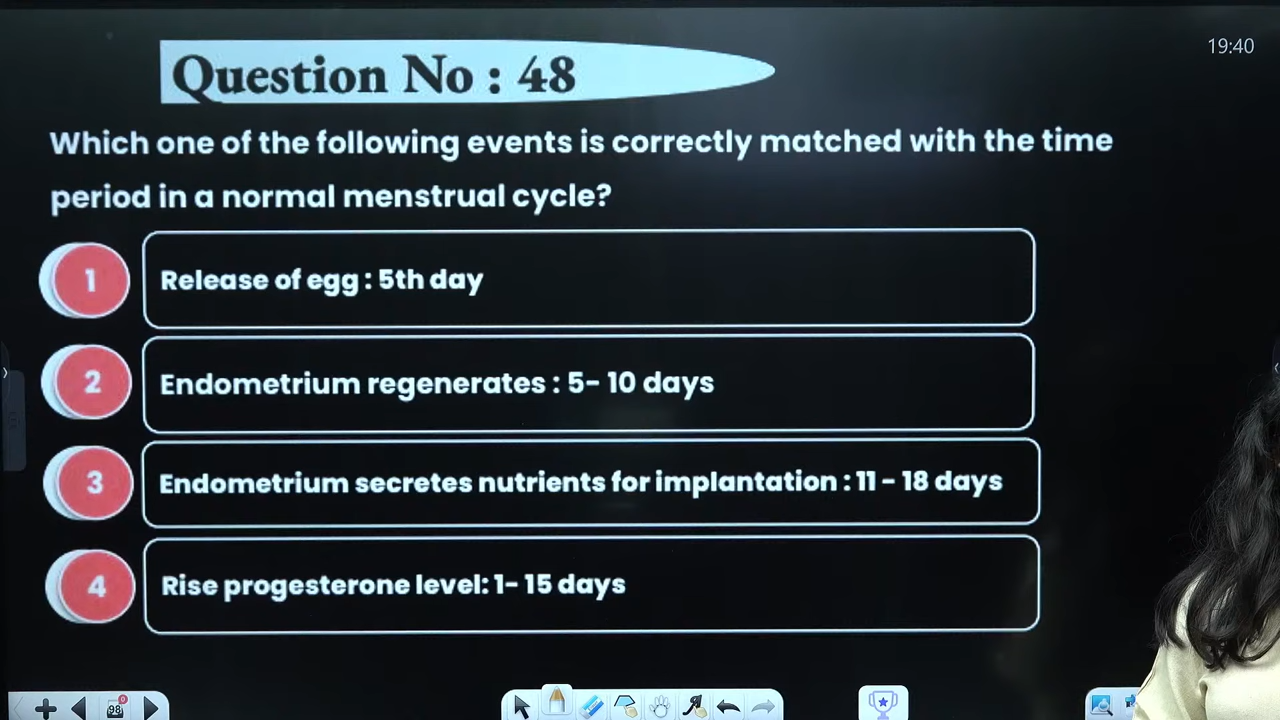 19:40
Question No : 48
Which one of the following events is correctly matched with the time
period in a normal menstrual cycle?
1
Release of egg : 5th day
2
Endometrium regenerates : 5- 10 days
3
Endometrium secretes nutrients for implantation : 11 - 18 days
4
Rise progesterone level: 1- 15 days
98